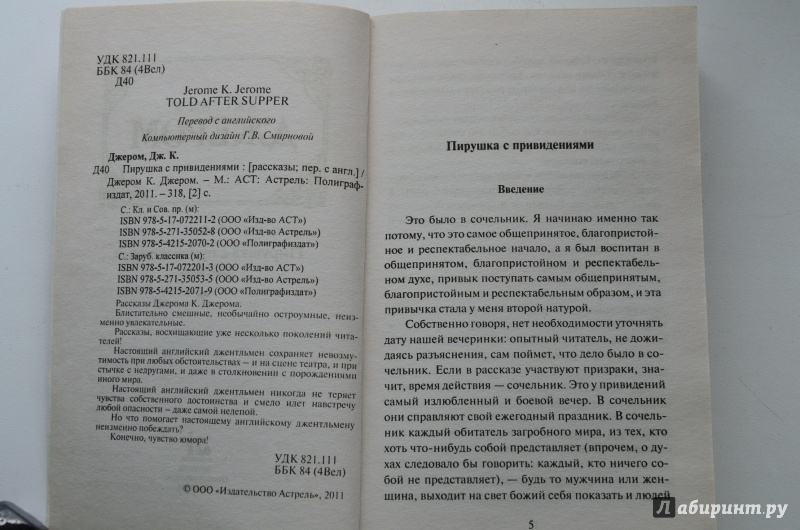 УДК 821.111
ББК 84 (4Вел)
Д40
Jerome K. Jerome
TOLD AFTER SUPPER
Перевод с английского
Компьютерный дизайн Г.В. Смирновой
Джером, Дж. К.
Д40 Пирушка с привидениями : [рассказы; пер. с англ.] /
Джером К. Джером. – М.: АСТ: Астрель: Полиграф-
издат, 2011. – 318, [2] с.
С.: Кл. и Сов. пр. (м):
ISBN 978-5-17-072211-2 (ООО «Изд-во АСТ»)
ISBN 978-5-271-35052-8 (ООО «Изд-во Астрель»)
ISBN 978-5-4215-2070-2 (ООО «Полиграфиздат»)
С.: Заруб. классика (м):
ISBN 978-5-17-072201-3 (ООО «Изд-во АСТ»)
ISBN 978-5-271-35053-5 (ООО «Изд-во Астрель»)
ISBN 978-5-4215-2071-9 (ООО «Полиграфиздат»)
Рассказы Джерома К. Джерома.
Блистательно смешные, необычайно остроумные, неиз-
менно увлекательные.
Рассказы, восхищающие уже несколько поколений чита-
телей!
Настоящий английский джентльмен сохраняет невозму-
тимость при любых обстоятельствах – и на сцене театра, и при
стычке с недругами, и даже в столкновении с порождениями
иного мира.
Настоящий английский джентльмен никогда не теряет
чувства собственного достоинства и смело идет навстречу
любой опасности – даже самой нелепой.
Но что помогает настоящему английскому джентльмену
неизменно побеждать?
Конечно, чувство юмора!
УДК 821.111
ББК 84 (4Вел)
© ООО «Издательство Астрель», 2011
Пирушка с привидениями
Введение
Это было в сочельник. Я начинаю именно так
потому, что это самое общепринятое, благопристой-
ное и респектабельное начало, а я был воспитан в
общепринятом, благопристойном и респектабель-
ном духе, привык поступать самым общепринятым,
благопристойным и респектабельным образом, и эта
привычка стала у меня второй натурой.
Собственно говоря, нет необходимости уточнять
дату нашей вечеринки: опытный читатель, не дожи-
даясь разъяснения, сам поймет, что дело было в со-
чельник. Если в рассказе участвуют призраки, зна-
чит, время действия — сочельник. Это у привидений
самый излюбленный и боевой вечер. В сочельник
они справляют свой ежегодный праздник. В сочель-
ник каждый обитатель загробного мира, из тех, кто
хоть что-нибудь собой представляет (впрочем, о ду-
хах следовало бы говорить: каждый, кто ничего со-
бой не представляет), — будь то мужчина или жен-
щина, выходит на свет божий себя показать и людей
5
Лабиринт.ру